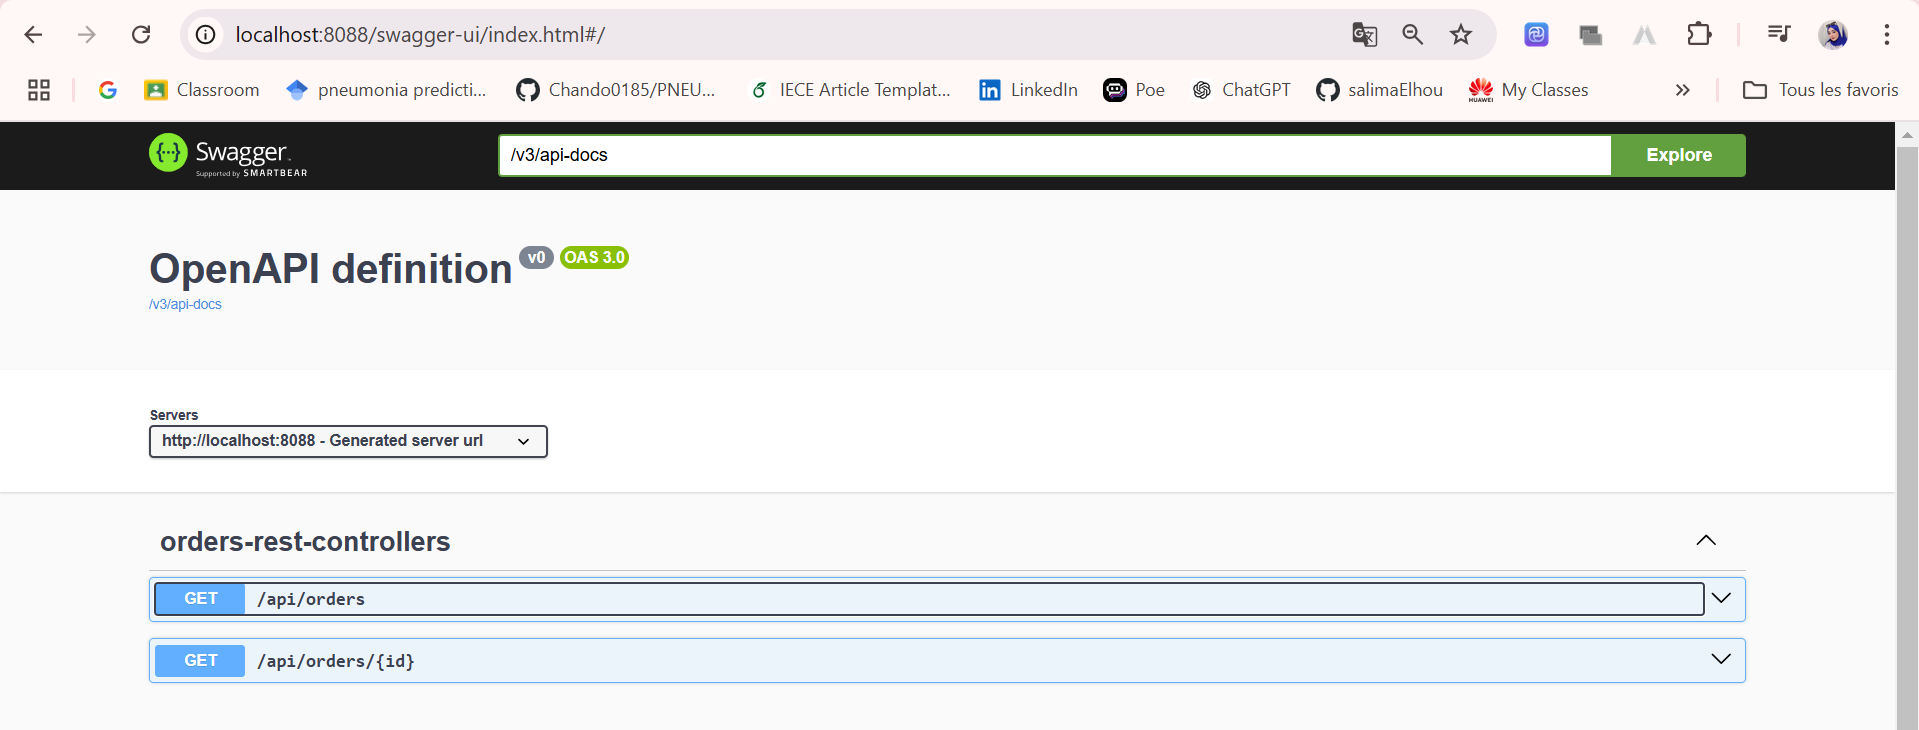 localhost:8088/swagger-ui/index.html#/
Classroom
pneumonia predicti...
Chando0185/PNEU...
IECE Article Templat...
LinkedIn
Poe
ChatGPT
salimaElhou
HUAWEI
My Classes
Tous les favoris
Swagger
Supported by SMARTBEAR
/v3/api-docs
Explore
OpenAPI definition v0 OAS 3.0
/v3/api-docs
Servers
http://localhost:8088 - Generated server url
orders-rest-controllers
GET /api/orders
GET /api/orders/{id}